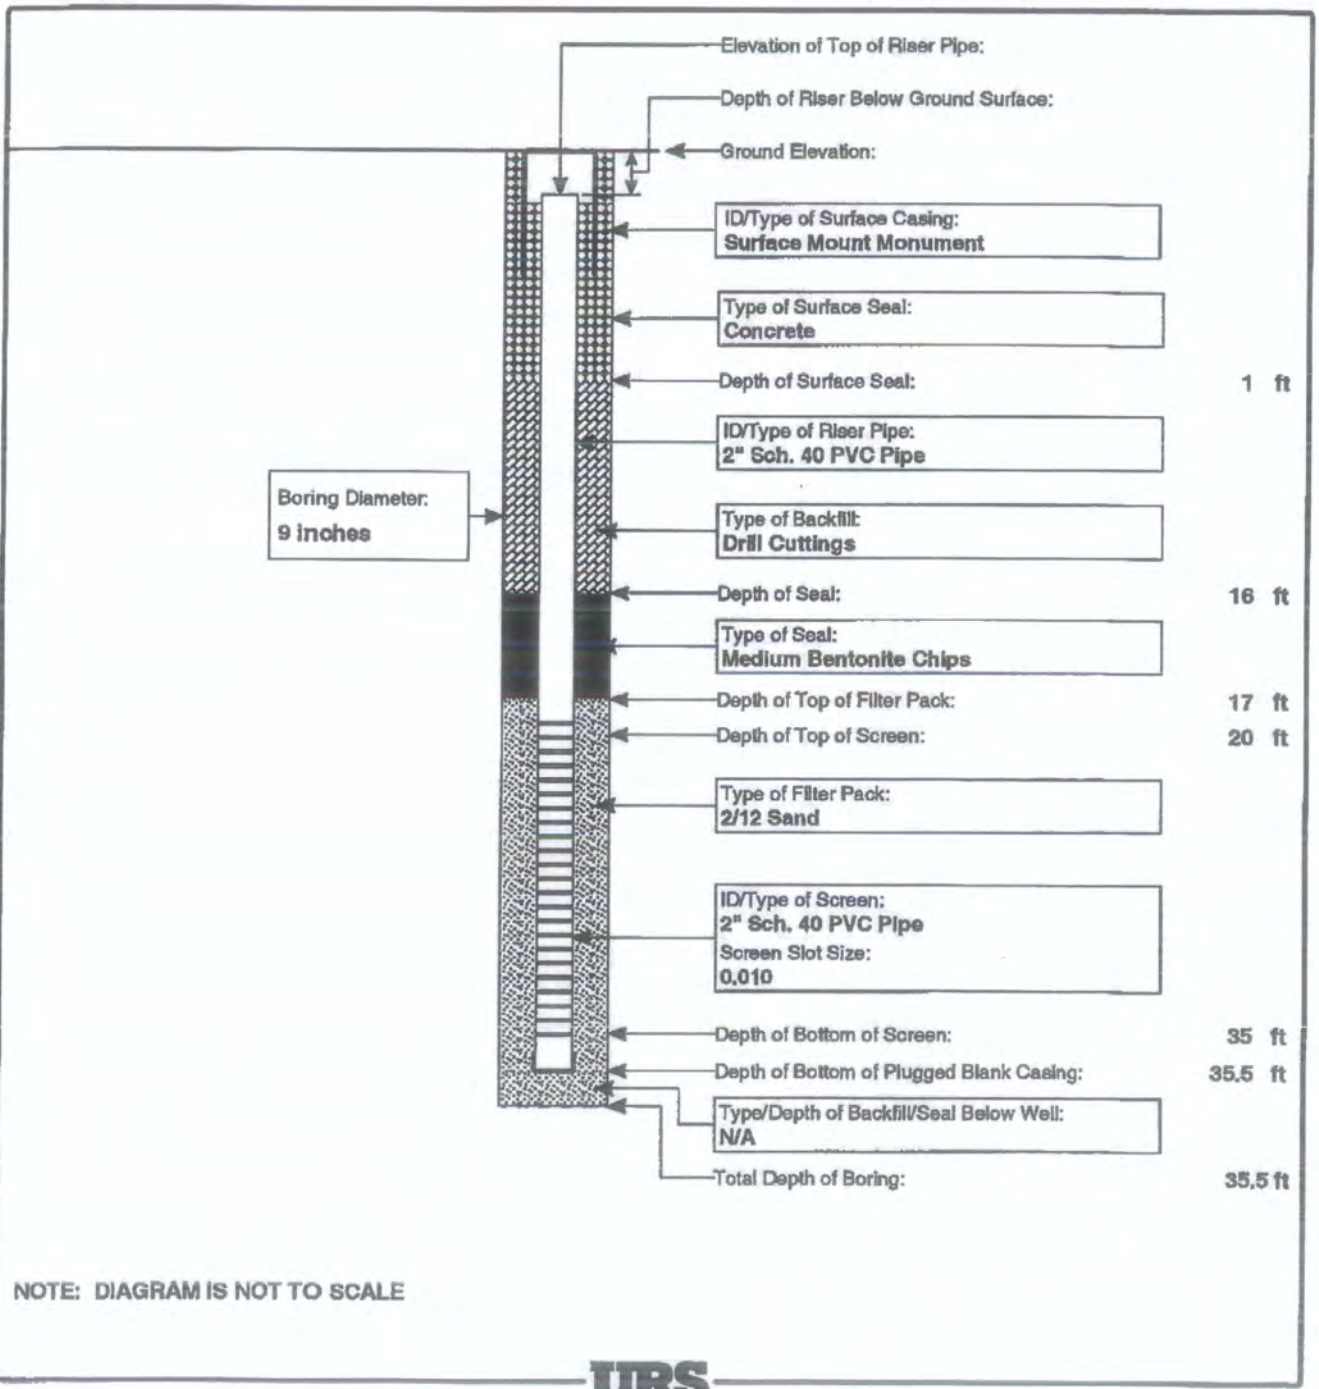 Elevation of Top of Riser Pipe:
Depth of Riser Below Ground Surface:
Ground Elevation:
ID/Type of Surface Casing:
Surface Mount Monument
Type of Surface Seal:
Concrete
Depth of Surface Seal: 1 ft
ID/Type of Riser Pipe:
2" Sch. 40 PVC Pipe
Boring Diameter:
9 inches
Type of Backfill:
Drill Cuttings
Depth of Seal: 16 ft
Type of Seal:
Medium Bentonite Chips
Depth of Top of Filter Pack: 17 ft
Depth of Top of Screen: 20 ft
Type of Filter Pack:
2/12 Sand
ID/Type of Screen:
2" Sch. 40 PVC Pipe
Screen Slot Size:
0.010
Depth of Bottom of Screen: 35 ft
Depth of Bottom of Plugged Blank Casing: 35.5 ft
Type/Depth of Backfill/Seal Below Well:
N/A
Total Depth of Boring: 35.5 ft
NOTE: DIAGRAM IS NOT TO SCALE
URS